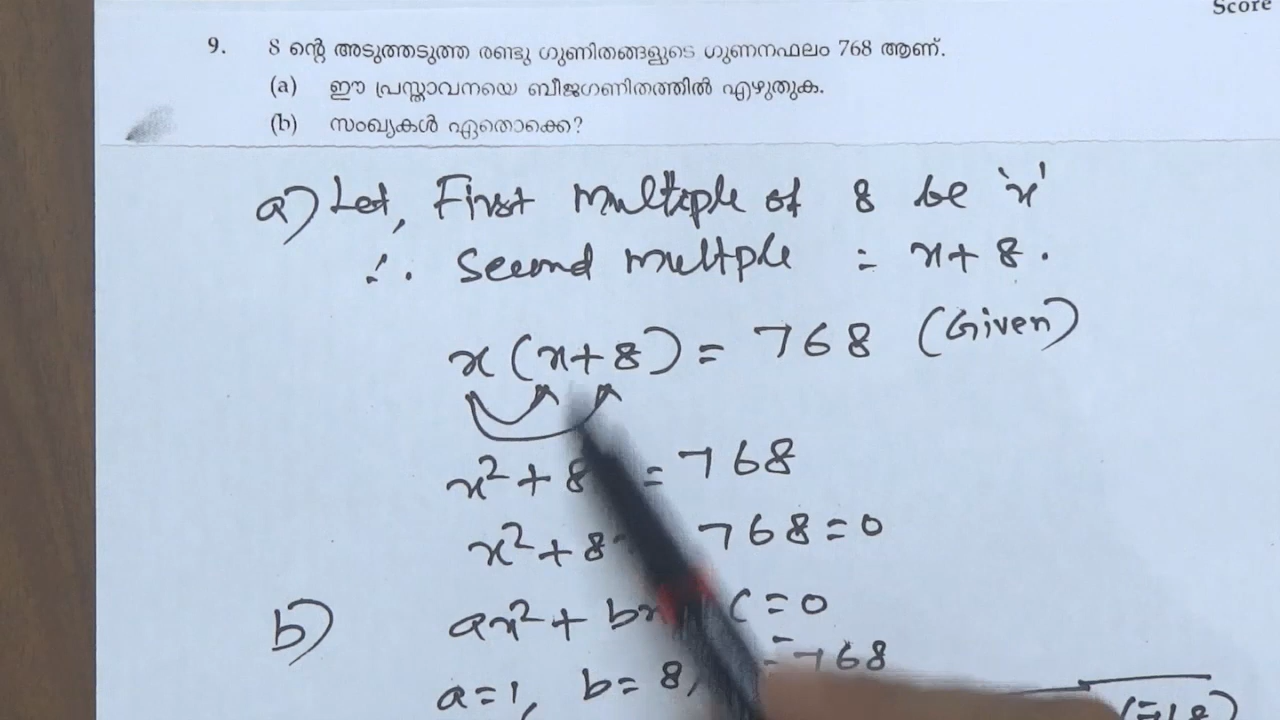 Score
9. 8 ന്റെ അടുത്തടുത്ത രണ്ടു ഗുണിതങ്ങളുടെ ഗുണനഫലം 768 ആണ്.
(a) ഈ പ്രസ്താവനയെ ബീജഗണിതത്തിൽ എഴുതുക.
(b) സംഖ്യകൾ ഏതൊക്കെ?
a) Let, First multiple of 8 be 'x'
∴ Second multple = x + 8.
x(x+8) = 768 (Given)
x² + 8 = 768
x² + 8 768 = 0
b) ax² + bx C = 0
a=1, b=8, = -768